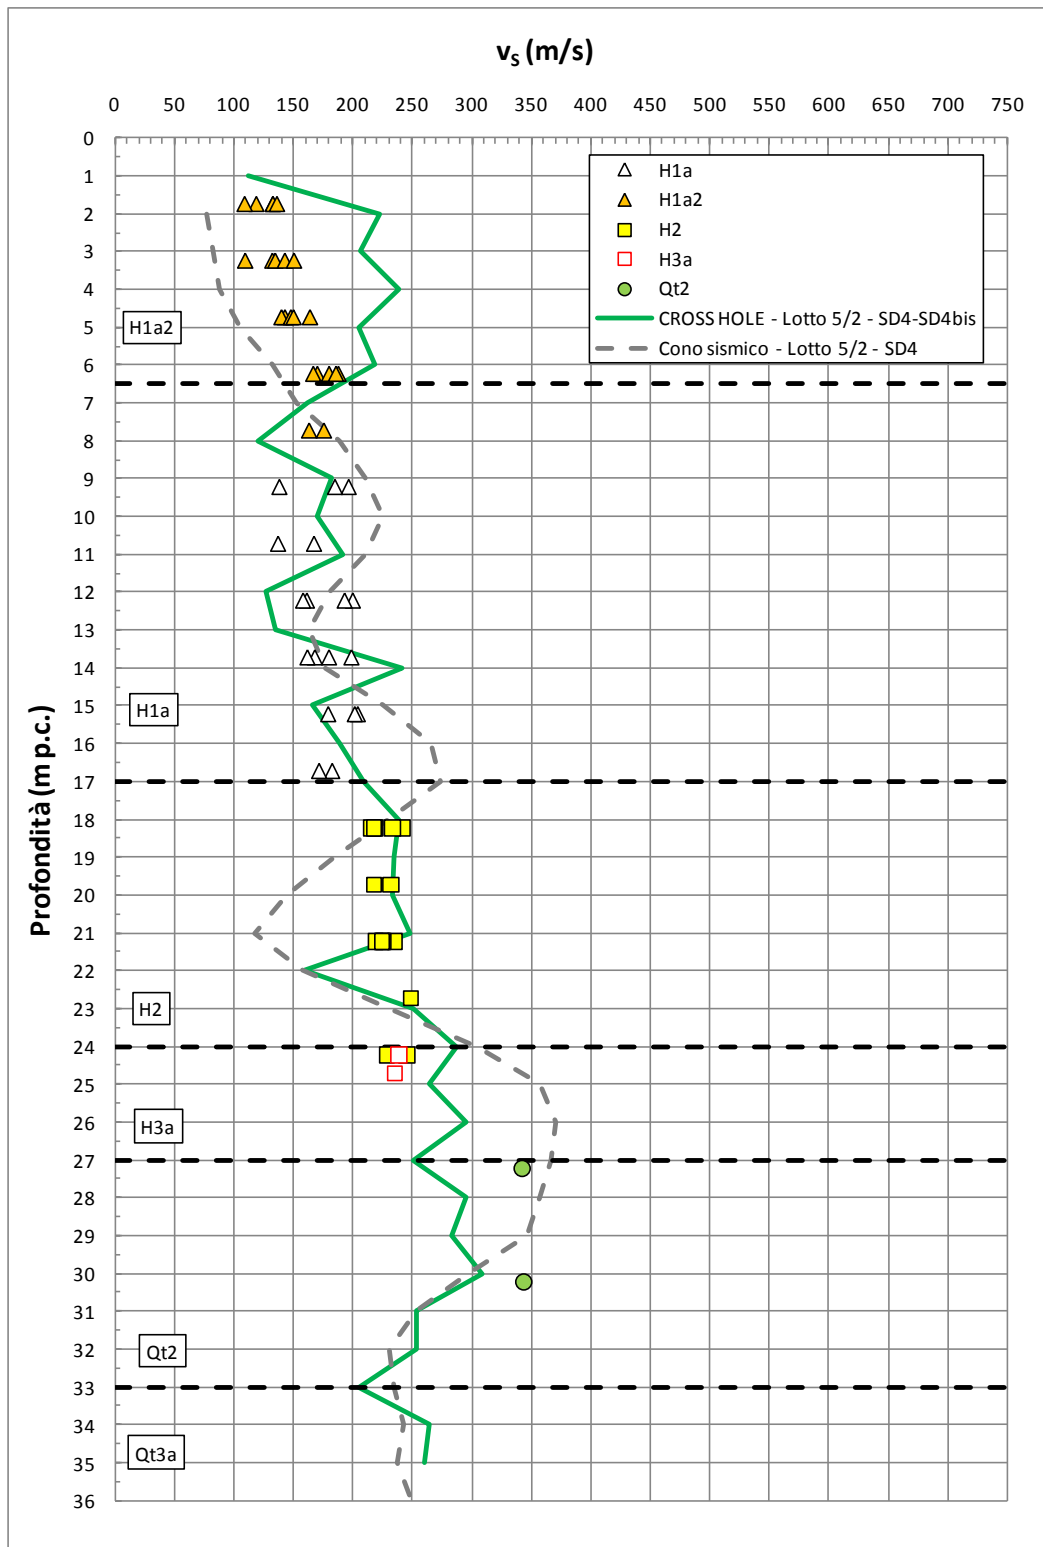 vS (m/s)
0 50 100 150 200 250 300 350 400 450 500 550 600 650 700 750
0
1
2
3
4
5
6
7
8
9
10
11
12
13
14
15
16
17
18
19
20
21
22
23
24
25
26
27
28
29
30
31
32
33
34
35
36
Profondità (m p.c.)
H1a
H1a2
H2
H3a
Qt2
CROSS HOLE - Lotto 5/2 - SD4-SD4bis
Cono sismico - Lotto 5/2 - SD4
H1a2
H1a
H2
H3a
Qt2
Qt3a